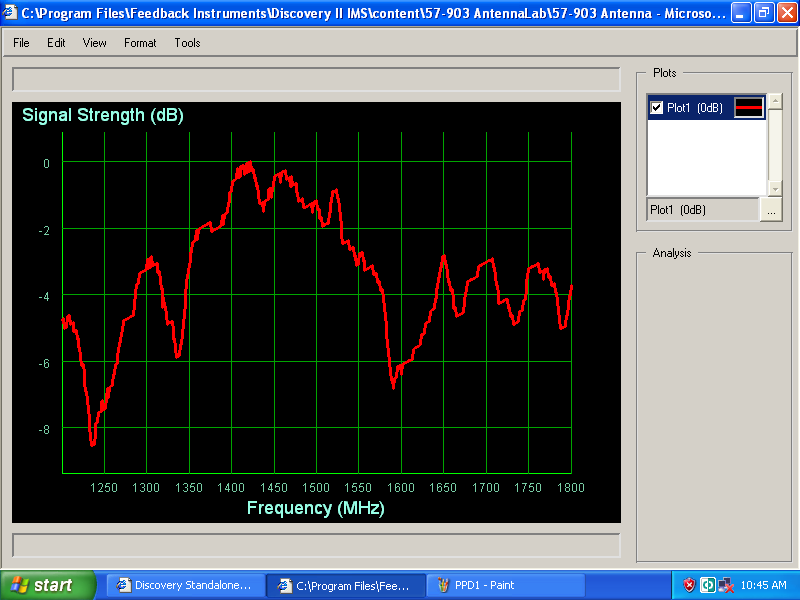 C:\Program Files\Feedback Instruments\Discovery II IMS\content\57-903 AntennaLab\57-903 Antenna - Microso...
File Edit View Format Tools
Plots
Plot1 (0dB)
Plot1 (0dB)
...
Analysis
Signal Strength (dB)
0
-2
-4
-6
-8
1250 1300 1350 1400 1450 1500 1550 1600 1650 1700 1750 1800
Frequency (MHz)
start Discovery Standalone... C:\Program Files\Fee... PPD1 - Paint 10:45 AM